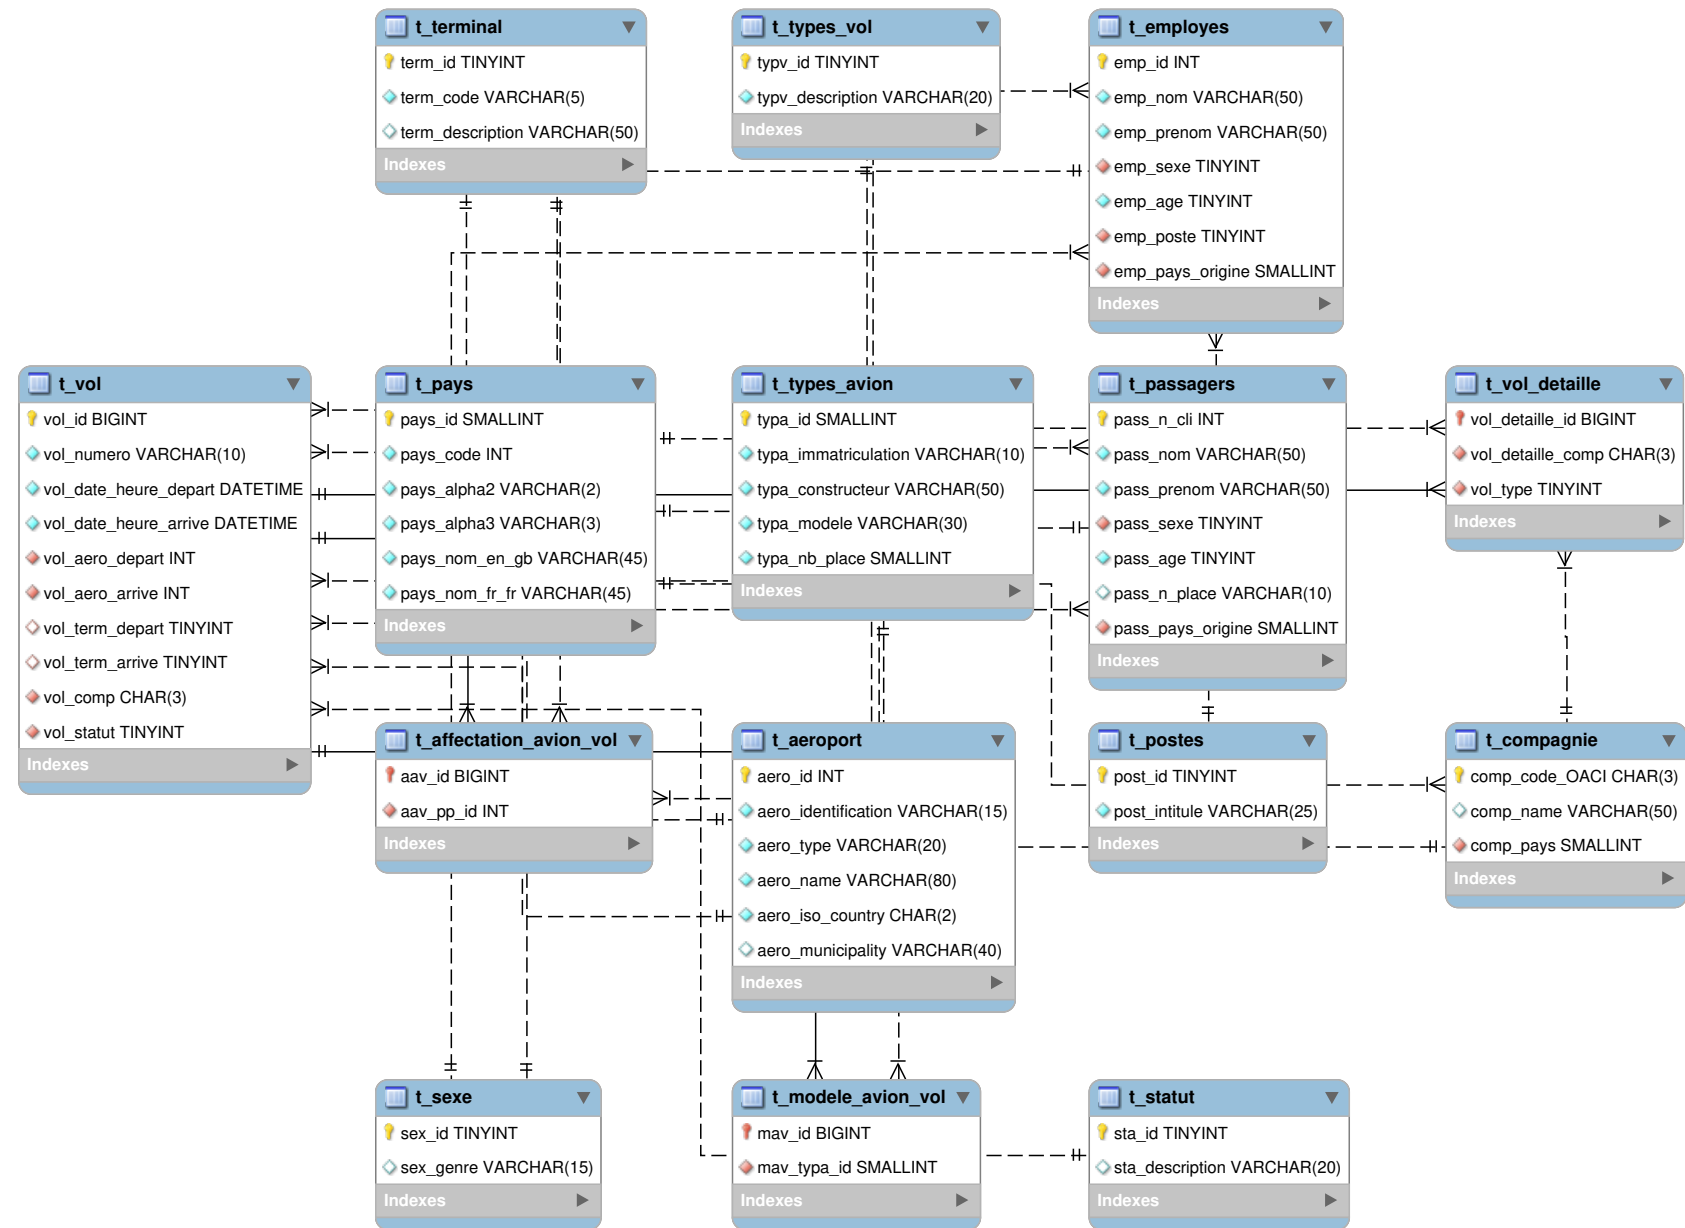 t_terminal
term_id TINYINT
term_code VARCHAR(5)
term_description VARCHAR(50)
Indexes
t_types_vol
typv_id TINYINT
typv_description VARCHAR(20)
Indexes
t_employes
emp_id INT
emp_nom VARCHAR(50)
emp_prenom VARCHAR(50)
emp_sexe TINYINT
emp_age TINYINT
emp_poste TINYINT
emp_pays_origine SMALLINT
Indexes
t_vol
vol_id BIGINT
vol_numero VARCHAR(10)
vol_date_heure_depart DATETIME
vol_date_heure_arrive DATETIME
vol_aero_depart INT
vol_aero_arrive INT
vol_term_depart TINYINT
vol_term_arrive TINYINT
vol_comp CHAR(3)
vol_statut TINYINT
Indexes
t_pays
pays_id SMALLINT
pays_code INT
pays_alpha2 VARCHAR(2)
pays_alpha3 VARCHAR(3)
pays_nom_en_gb VARCHAR(45)
pays_nom_fr_fr VARCHAR(45)
Indexes
t_types_avion
typa_id SMALLINT
typa_immatriculation VARCHAR(10)
typa_constructeur VARCHAR(50)
typa_modele VARCHAR(30)
typa_nb_place SMALLINT
Indexes
t_passagers
pass_n_cli INT
pass_nom VARCHAR(50)
pass_prenom VARCHAR(50)
pass_sexe TINYINT
pass_age TINYINT
pass_n_place VARCHAR(10)
pass_pays_origine SMALLINT
Indexes
t_vol_detaille
vol_detaille_id BIGINT
vol_detaille_comp CHAR(3)
vol_type TINYINT
Indexes
t_affectation_avion_vol
aav_id BIGINT
aav_pp_id INT
Indexes
t_aeroport
aero_id INT
aero_identification VARCHAR(15)
aero_type VARCHAR(20)
aero_name VARCHAR(80)
aero_iso_country CHAR(2)
aero_municipality VARCHAR(40)
Indexes
t_postes
post_id TINYINT
post_intitule VARCHAR(25)
Indexes
t_compagnie
comp_code_OACI CHAR(3)
comp_name VARCHAR(50)
comp_pays SMALLINT
Indexes
t_sexe
sex_id TINYINT
sex_genre VARCHAR(15)
Indexes
t_modele_avion_vol
mav_id BIGINT
mav_typa_id SMALLINT
Indexes
t_statut
sta_id TINYINT
sta_description VARCHAR(20)
Indexes